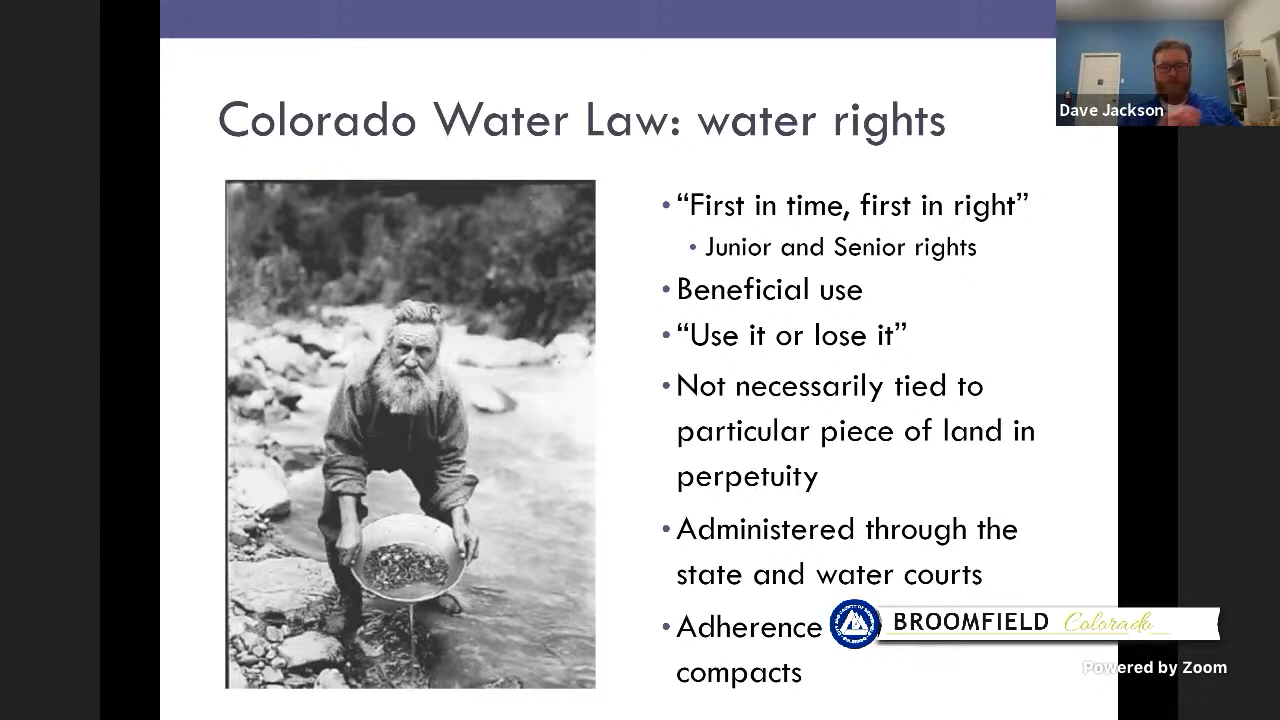 Dave Jackson
Colorado Water Law: water rights
• “First in time, first in right”
• Junior and Senior rights
• Beneficial use
• “Use it or lose it”
• Not necessarily tied to
particular piece of land in
perpetuity
• Administered through the
state and water courts
• Adherence
compacts
BROOMFIELD Colorado
Powered by Zoom